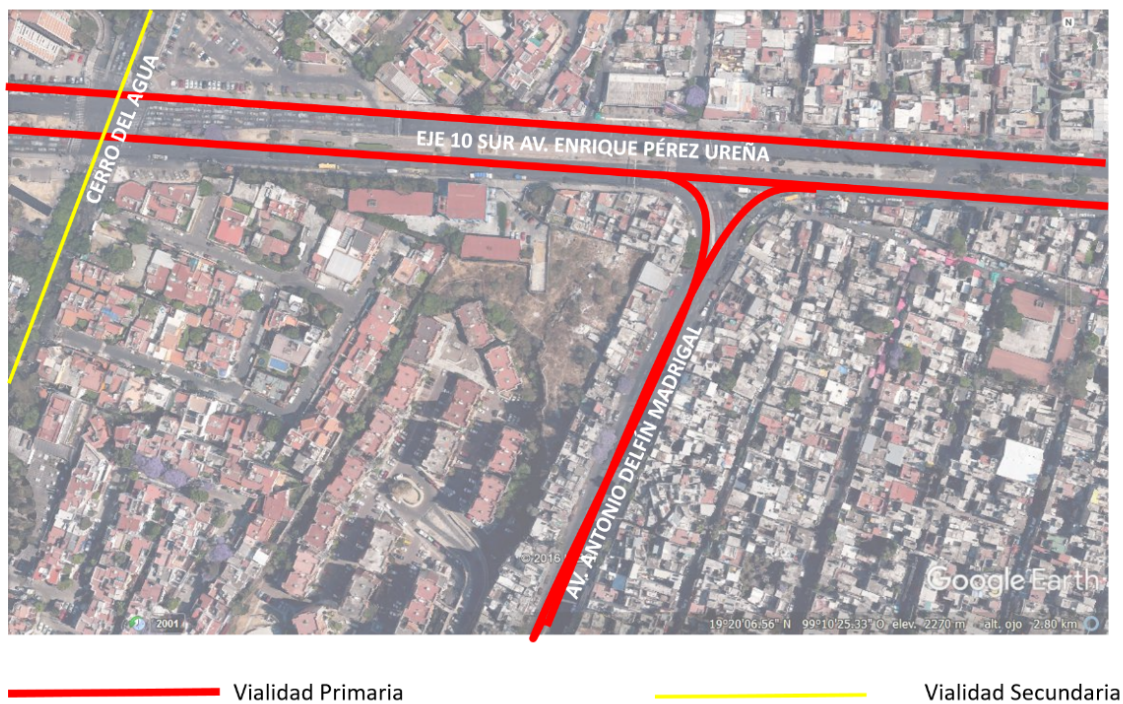 N
CERRO DEL AGUA
EJE 10 SUR AV. ENRIQUE PÉREZ UREÑA
AV. ANTONIO DELFÍN MADRIGAL
© 2016
Google Earth
2001
19°20'06.56" N 99°10'25.33" O elev. 2270 m alt. ojo 2.80 km
Vialidad Primaria
Vialidad Secundaria